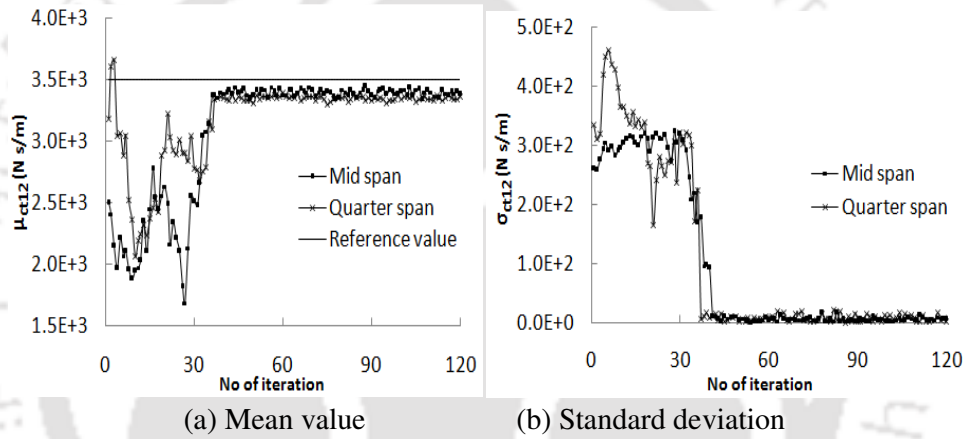 4.0E+3
3.5E+3
3.0E+3
2.5E+3
2.0E+3
1.5E+3
μct12 (N s/m)
Mid span
Quarter span
Reference value
0 30 60 90 120
No of iteration
(a) Mean value
5.0E+2
4.0E+2
3.0E+2
2.0E+2
1.0E+2
0.0E+0
σct12 (N s/m)
Mid span
Quarter span
0 30 60 90 120
No of iteration
(b) Standard deviation